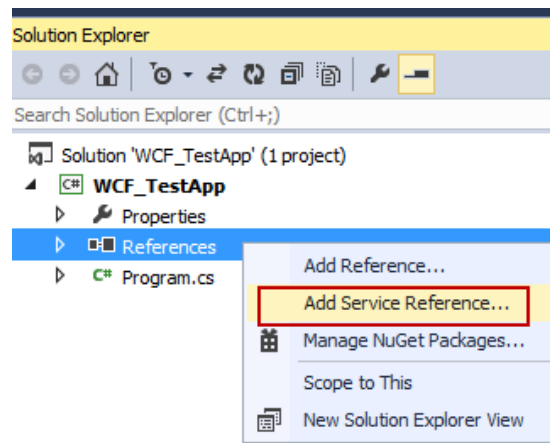 Solution Explorer
Search Solution Explorer (Ctrl+;)
Solution 'WCF_TestApp' (1 project)
C# WCF_TestApp
Properties
References
C# Program.cs
Add Reference...
Add Service Reference...
Manage NuGet Packages...
Scope to This
New Solution Explorer View